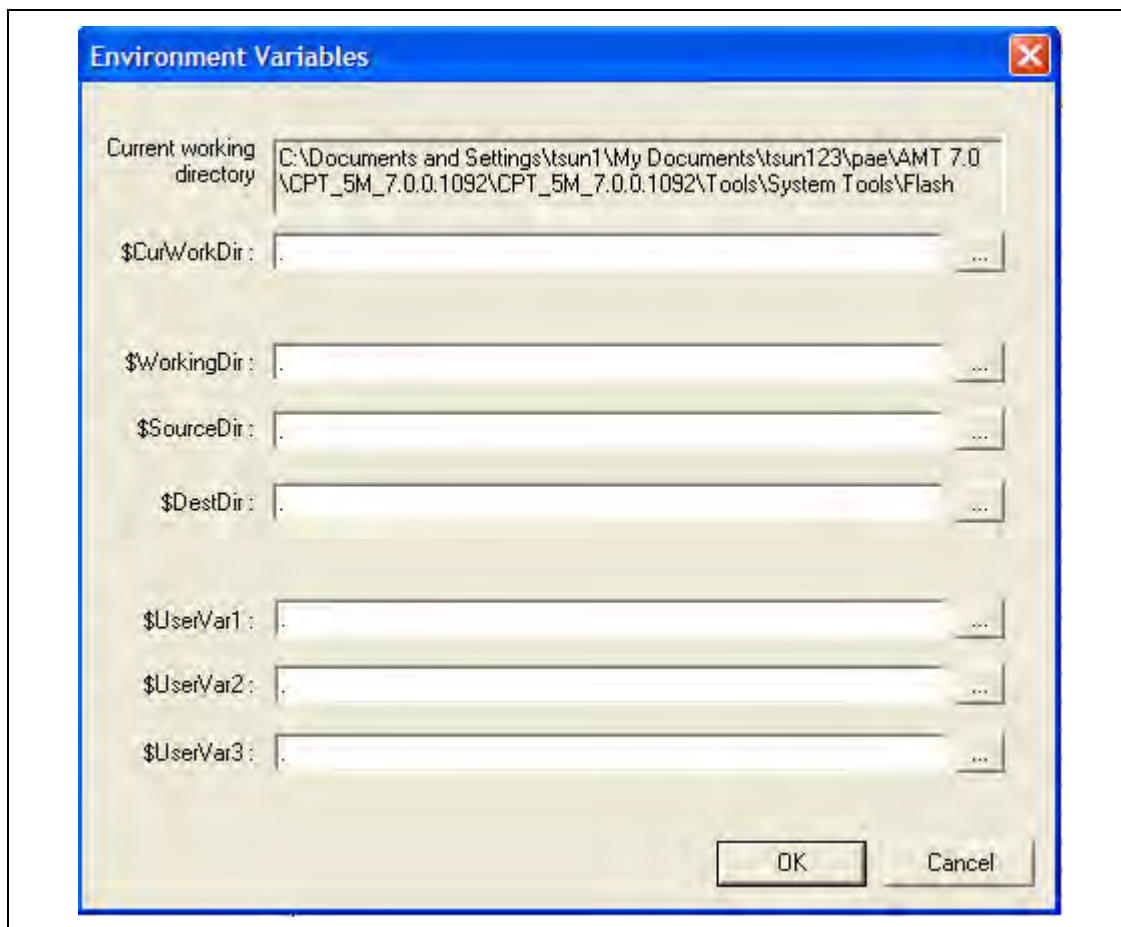 Environment Variables
Current working
directory
C:\Documents and Settings\tsun1\My Documents\tsun123\pae\AMT 7.0
\CPT_5M_7.0.0.1092\CPT_5M_7.0.0.1092\Tools\System Tools\Flash
$CurWorkDir : . ...
$WorkingDir : . ...
$SourceDir : . ...
$DestDir : . ...
$UserVar1 : . ...
$UserVar2 : . ...
$UserVar3 : . ...
OK Cancel